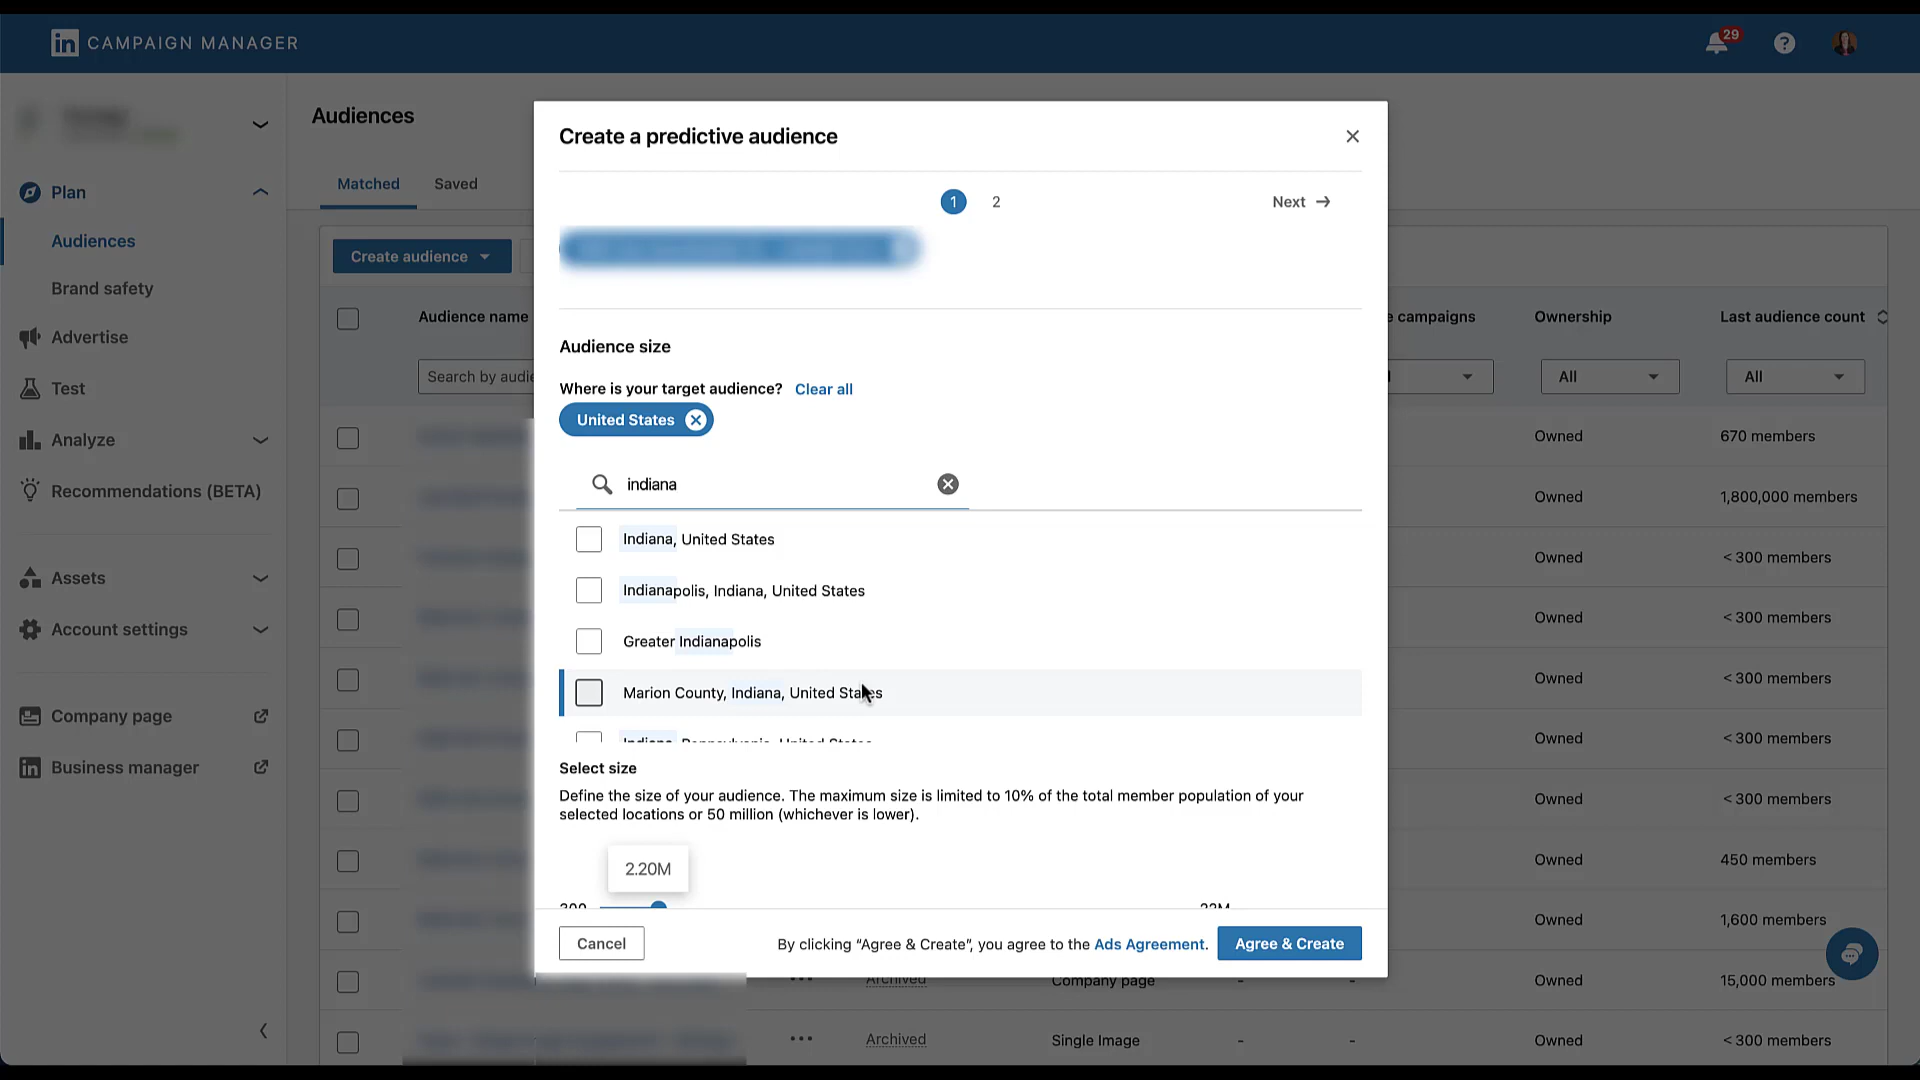 in CAMPAIGN MANAGER
29
Plan
Audiences
Brand safety
Advertise
Test
Analyze
Recommendations (BETA)
Assets
Account settings
Company page
Business manager
Audiences
Matched
Saved
Create audience
Audience name
Search by audie
e campaigns
Ownership
Last audience count
All
All
Owned
670 members
Owned
1,800,000 members
Owned
< 300 members
Owned
< 300 members
Owned
< 300 members
Owned
< 300 members
Owned
< 300 members
Owned
450 members
Owned
1,600 members
Archived
Company page
-
-
Owned
15,000 members
Archived
Single Image
-
-
Owned
< 300 members
Create a predictive audience
1
2
Next
Audience size
Where is your target audience? Clear all
United States
indiana
Indiana, United States
Indianapolis, Indiana, United States
Greater Indianapolis
Marion County, Indiana, United States
Indiana, Pennsylvania, United States
Select size
Define the size of your audience. The maximum size is limited to 10% of the total member population of your
selected locations or 50 million (whichever is lower).
2.20M
300
22M
Cancel
By clicking “Agree & Create”, you agree to the Ads Agreement.
Agree & Create